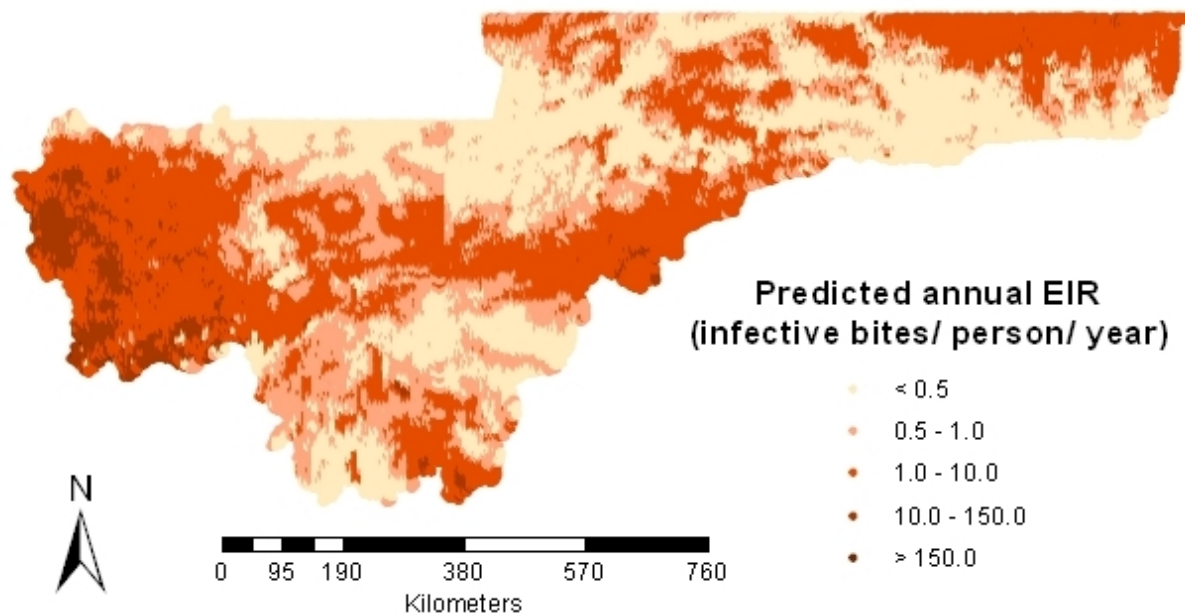 Predicted annual EIR
(infective bites/ person/ year)
< 0.5
0.5 - 1.0
1.0 - 10.0
10.0 - 150.0
> 150.0
N
0 95 190 380 570 760
Kilometers